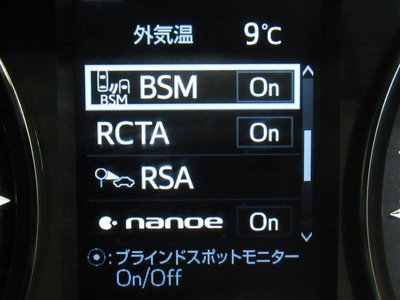 外気温 9℃
BSM BSM On
RCTA On
RSA
nanoe On
:ブラインドスポットモニター
On/Off